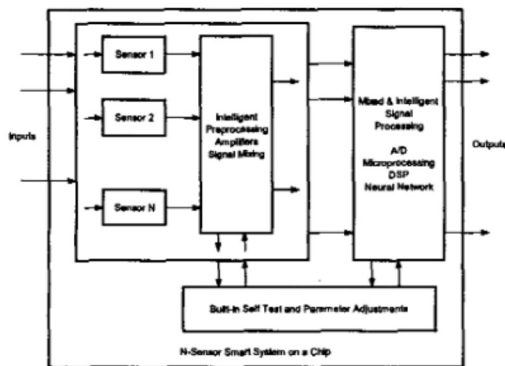 Inputs
Sensor 1
Sensor 2
Sensor N
Intelligent
Preprocessing
Amplifiers
Signal Mixing
Mixed & Intelligent
Signal
Processing
A/D
Microprocessing
DSP
Neural Network
Outputs
Built-in Self Test and Parameter Adjustments
N-Sensor Smart System on a Chip